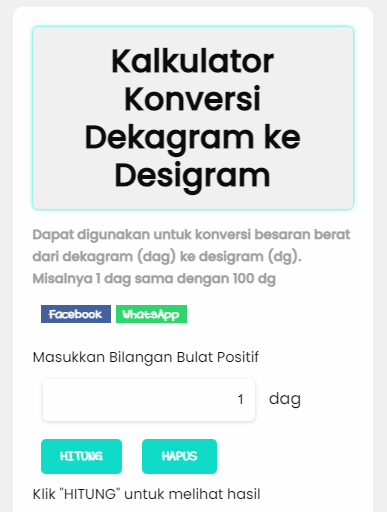 Kalkulator
Konversi
Dekagram ke
Desigram
Dapat digunakan untuk konversi besaran berat
dari dekagram (dag) ke desigram (dg).
Misalnya 1 dag sama dengan 100 dg
Facebook WhatsApp
Masukkan Bilangan Bulat Positif
1 dag
HITUNG HAPUS
Klik "HITUNG" untuk melihat hasil